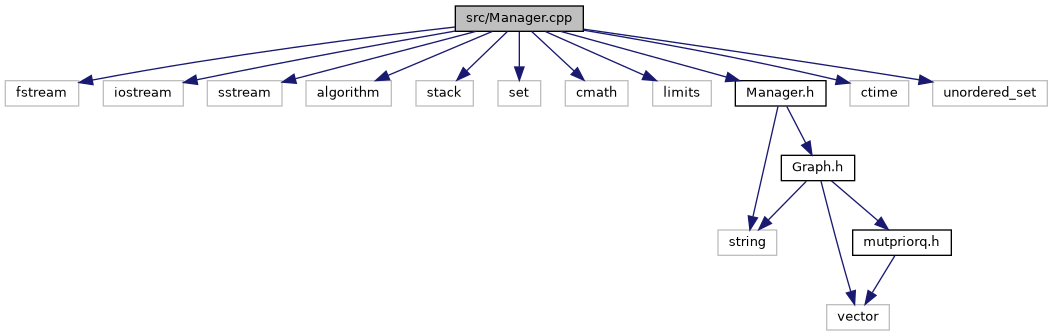 src/Manager.cpp
fstream
iostream
sstream
algorithm
stack
set
cmath
limits
Manager.h
ctime
unordered_set
Graph.h
string
mutpriorq.h
vector